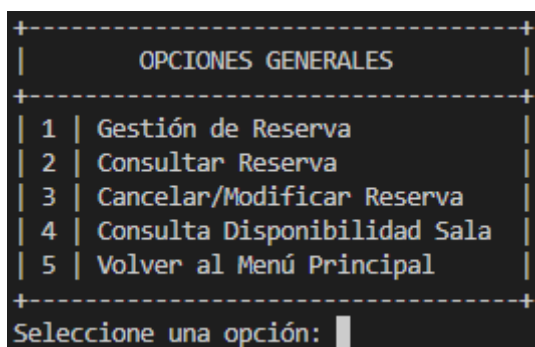 +-----------------------------------+
|        OPCIONES GENERALES         |
+-----------------------------------+
| 1 | Gestión de Reserva            |
| 2 | Consultar Reserva             |
| 3 | Cancelar/Modificar Reserva    |
| 4 | Consulta Disponibilidad Sala  |
| 5 | Volver al Menú Principal      |
+-----------------------------------+
Seleccione una opción: